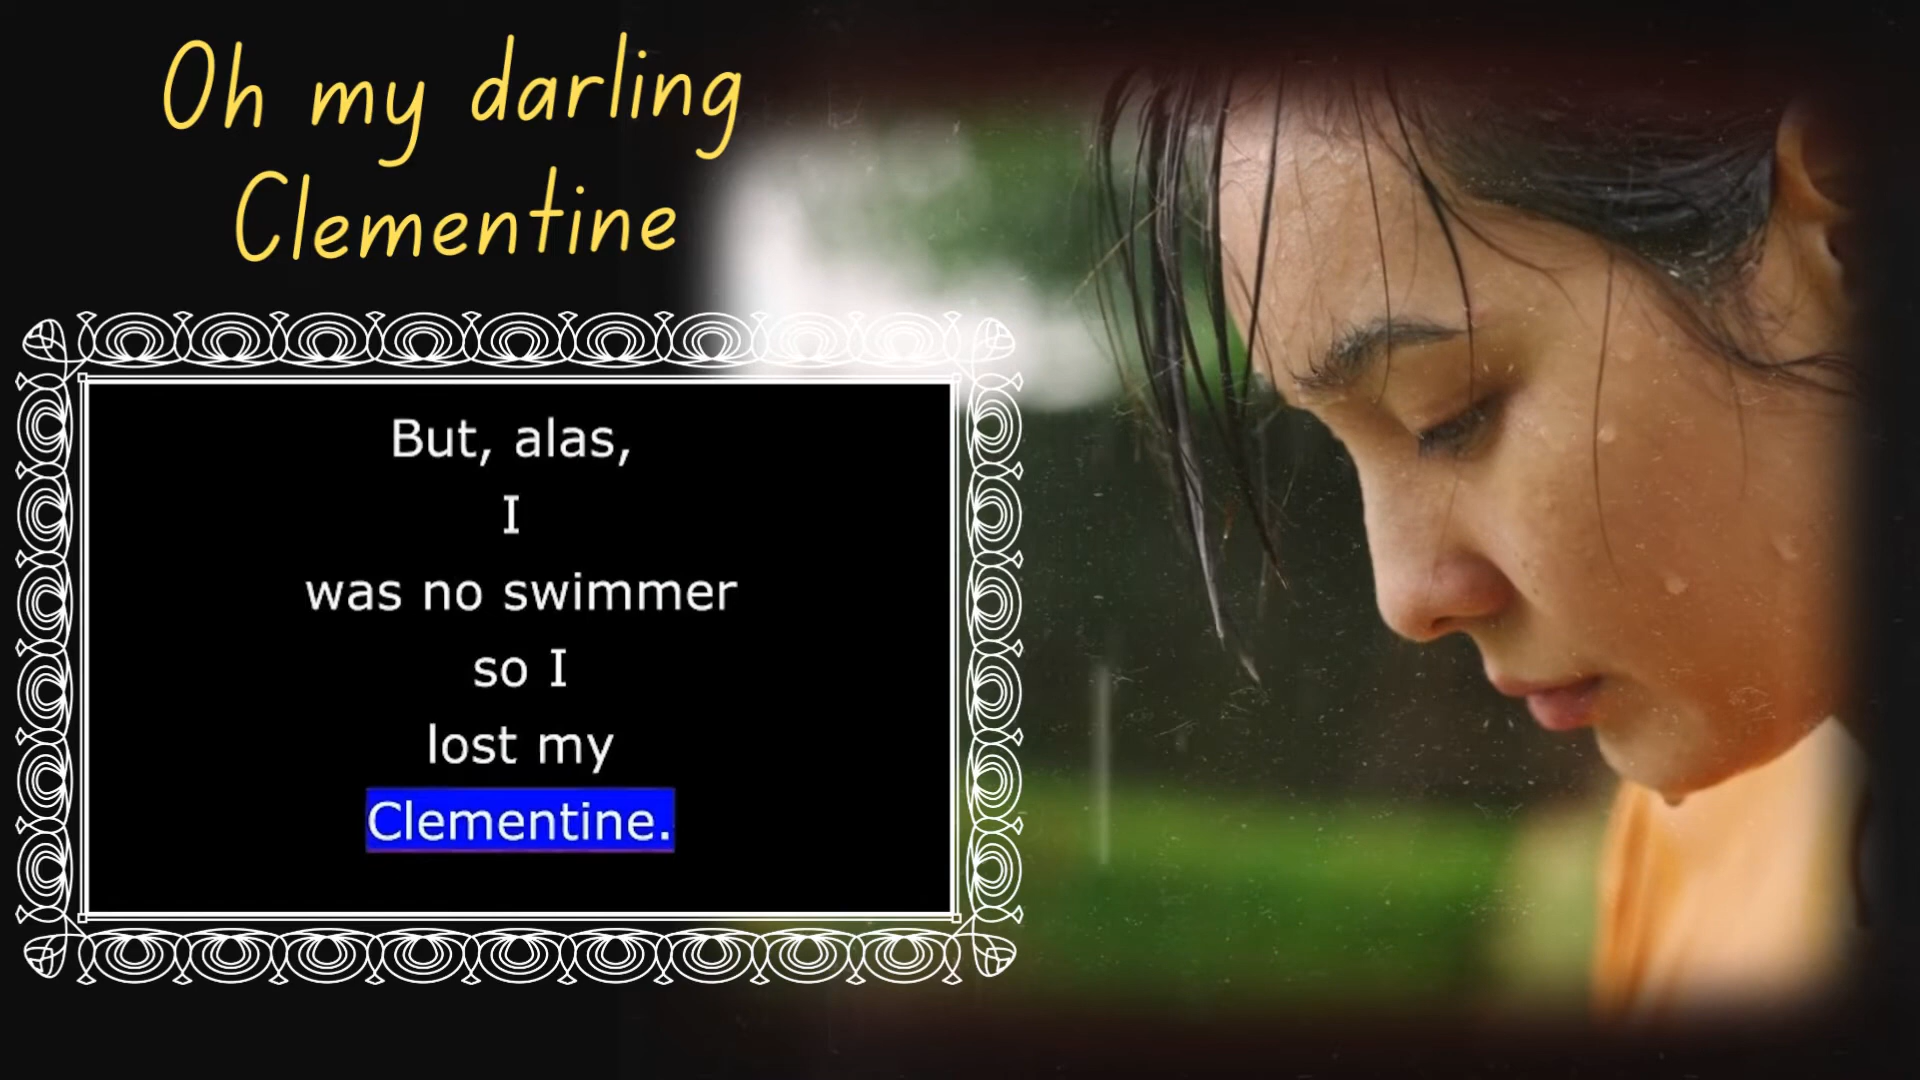 Oh my darling
Clementine
But, alas,
I
was no swimmer
so I
lost my
Clementine.